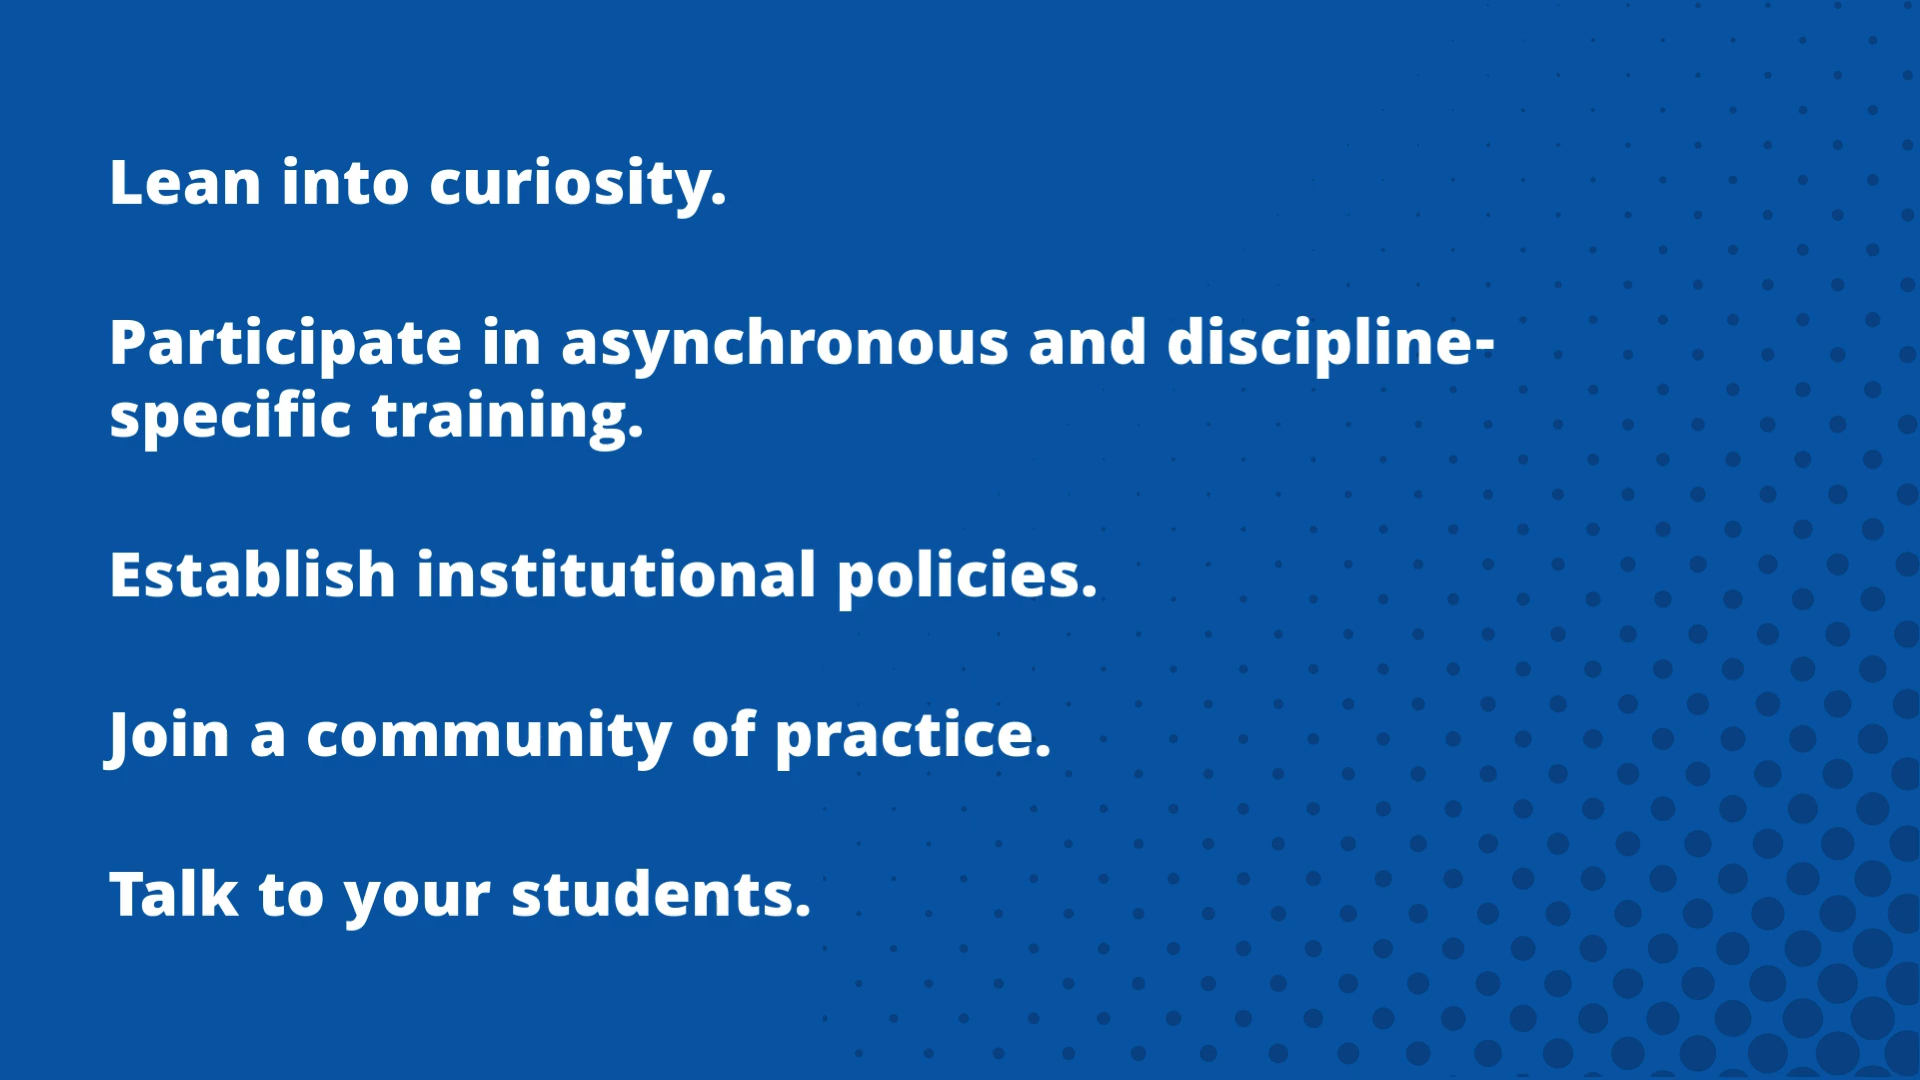 Lean into curiosity.
Participate in asynchronous and discipline-
specific training.
Establish institutional policies.
Join a community of practice.
Talk to your students.